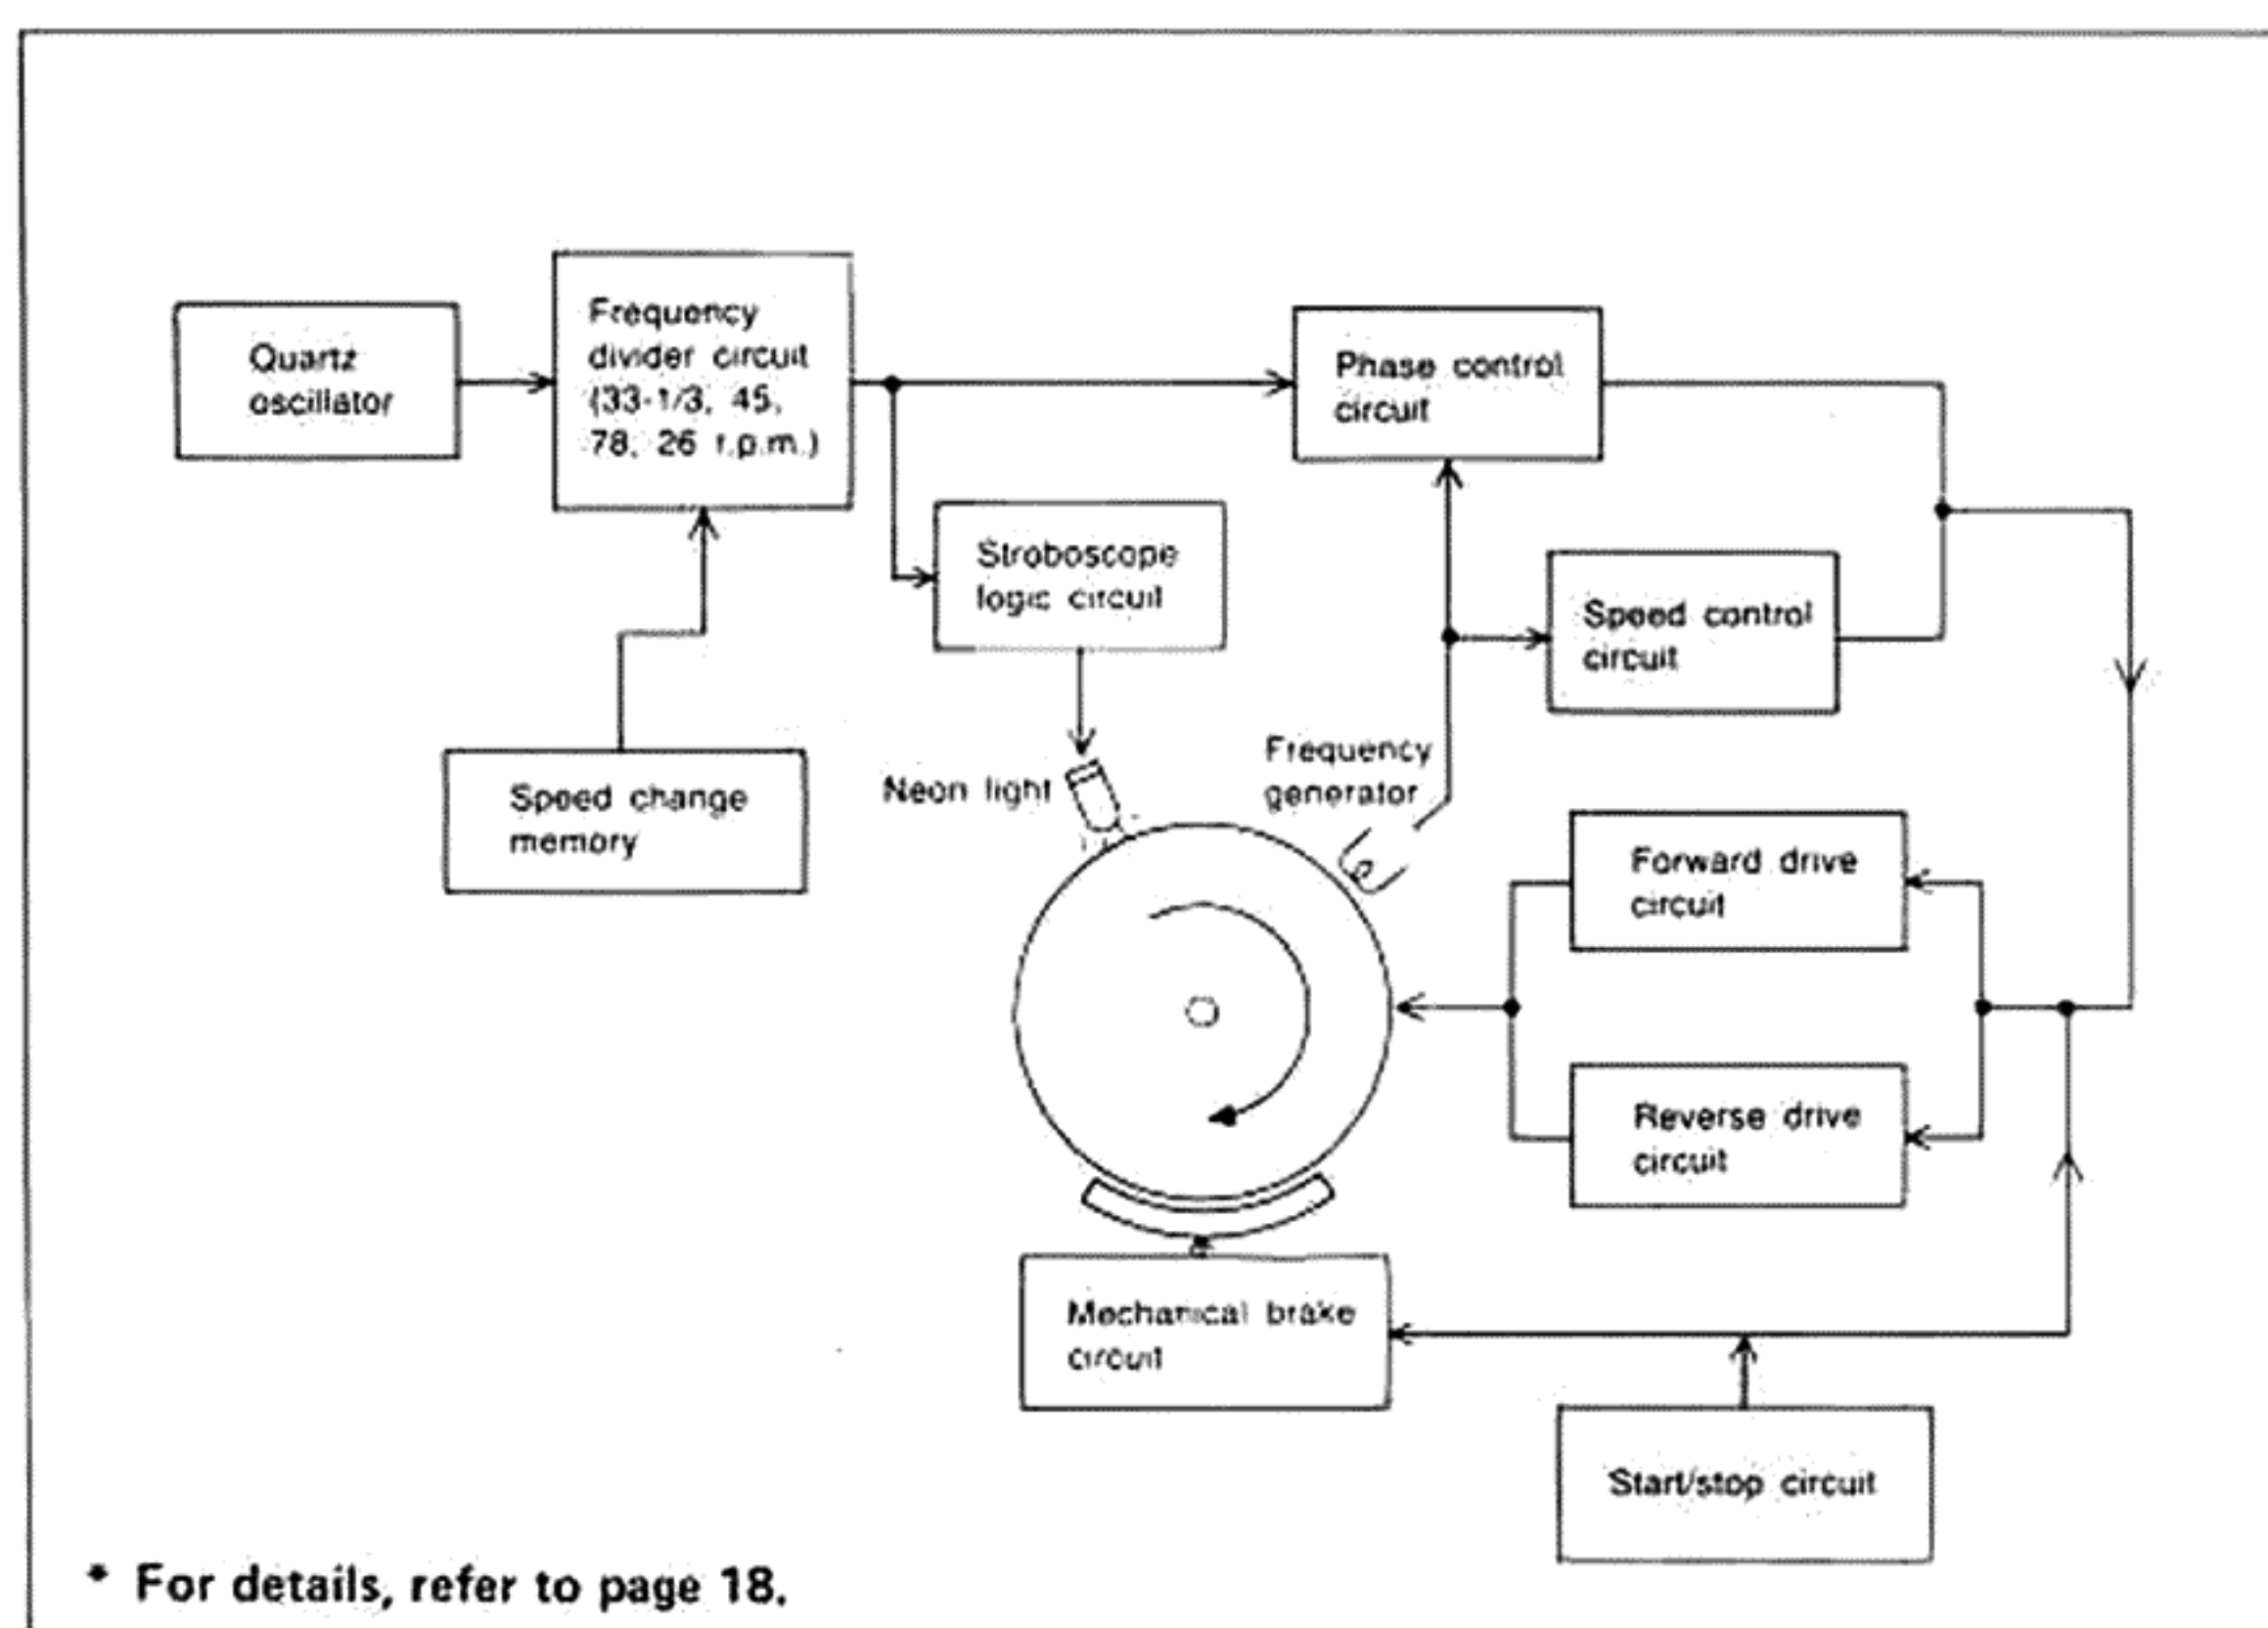 Quartz
oscillator
Frequency
divider circuit
(33-1/3, 45,
78, 26 r.p.m.)
Phase control
circuit
Stroboscope
logic circuit
Speed control
circuit
Speed change
memory
Neon light
Frequency
generator
Forward drive
circuit
Reverse drive
circuit
Mechanical brake
circuit
Start/stop circuit
* For details, refer to page 18.